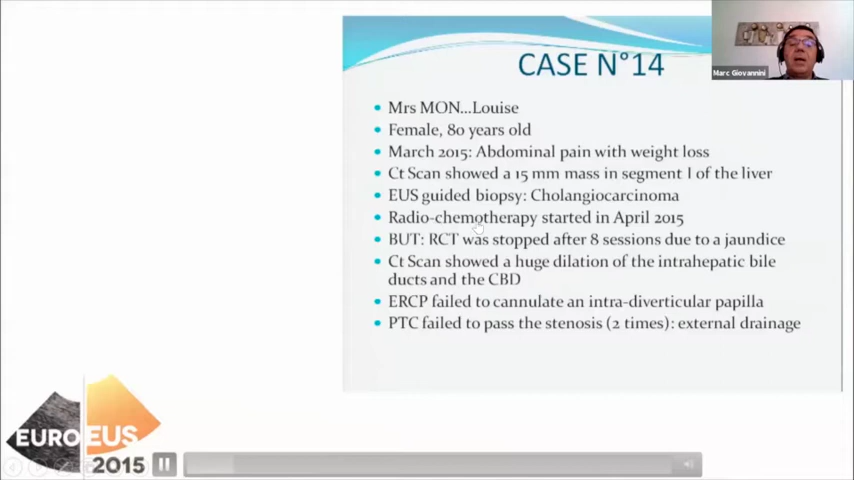 Marc Giovannini
CASE N°14
Mrs MON...Louise
Female, 80 years old
March 2015: Abdominal pain with weight loss
Ct Scan showed a 15 mm mass in segment I of the liver
EUS guided biopsy: Cholangiocarcinoma
Radio-chemotherapy started in April 2015
BUT: RCT was stopped after 8 sessions due to a jaundice
Ct Scan showed a huge dilation of the intrahepatic bile
ducts and the CBD
ERCP failed to cannulate an intra-diverticular papilla
PTC failed to pass the stenosis (2 times): external drainage
EURO EUS
2015